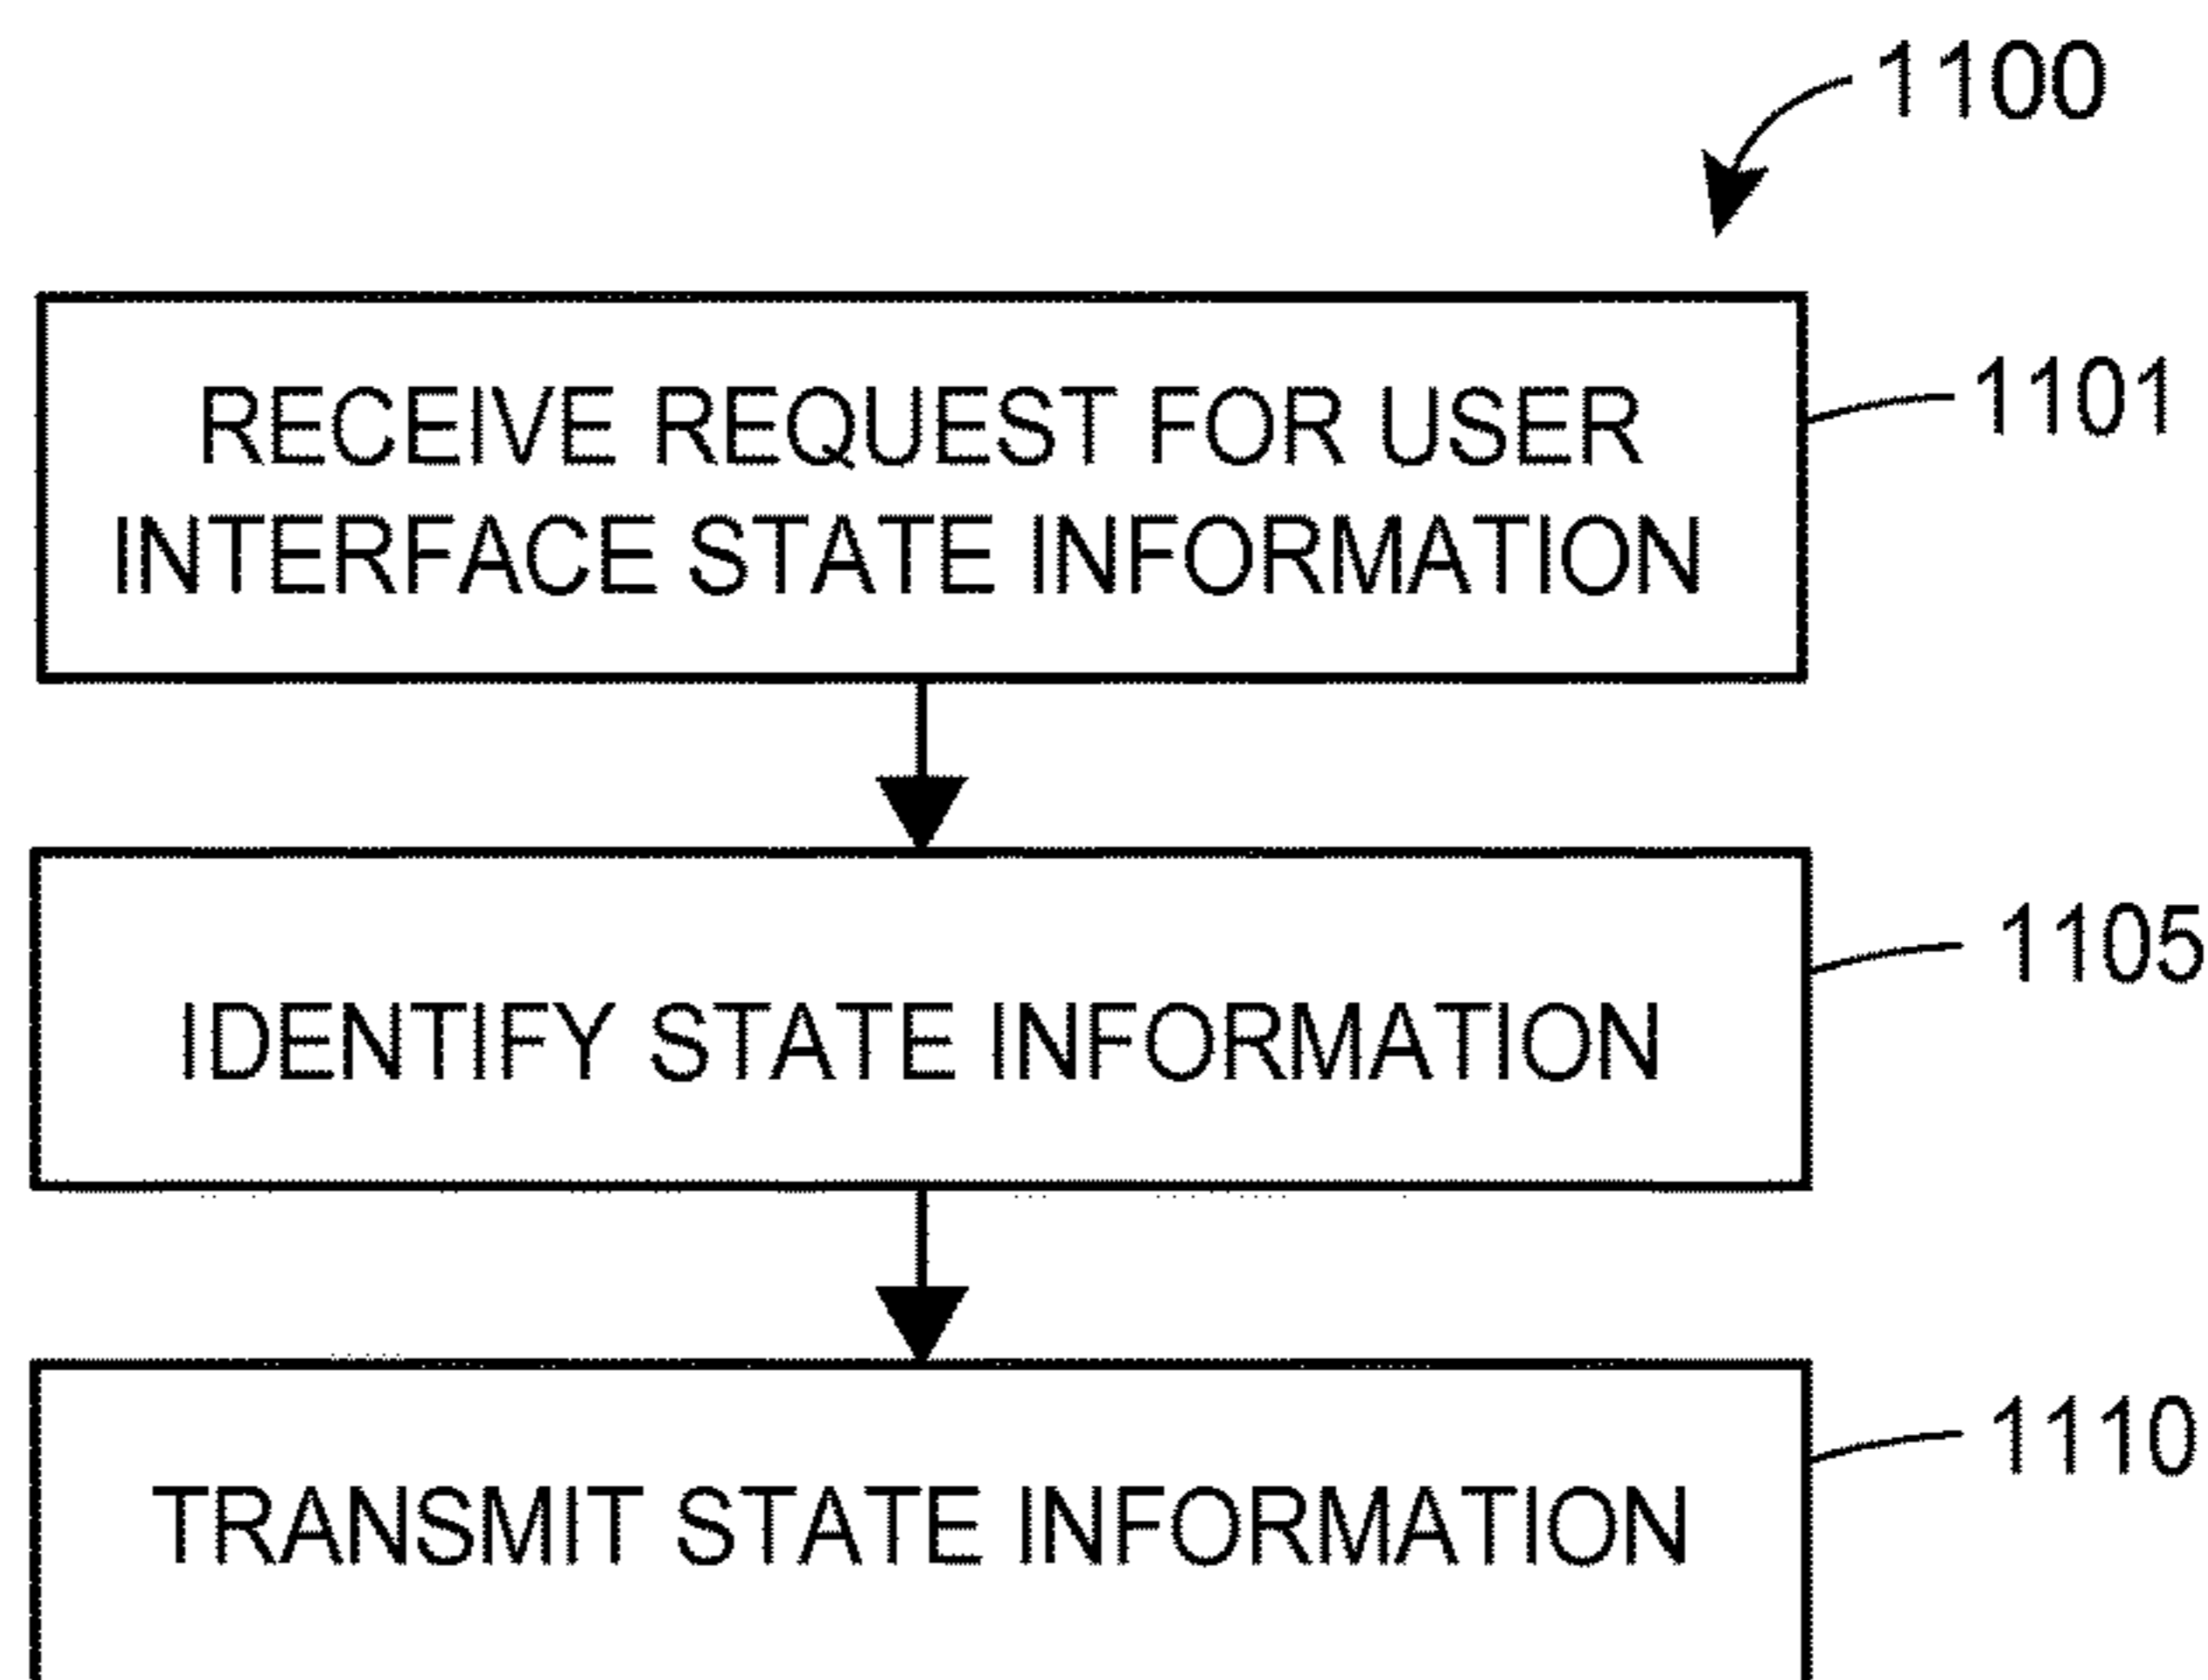 1100
RECEIVE REQUEST FOR USER
INTERFACE STATE INFORMATION
1101
IDENTIFY STATE INFORMATION
1105
TRANSMIT STATE INFORMATION
1110